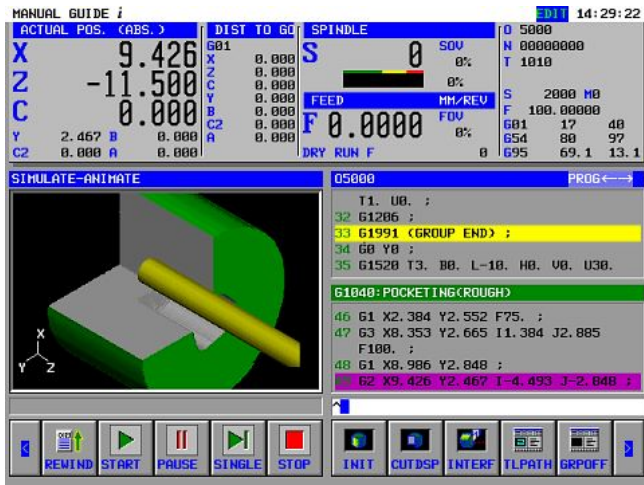 MANUAL GUIDE i EDIT 14:29:22
ACTUAL POS. (ABS.) DIST TO GO SPINDLE O 5000
X 9.426 G01 S 0 SOV 0% N 00000000
X 0.000 T 1010
Z -11.500 Z 0.000 0%
C 0.000 S 2000 M0
C 0.000 Y 0.000 FEED MM/REV F 100.00000
B 0.000 F 0.0000 FOV 0% G01 17 40
Y 2.467 B 0.000 C2 0.000 G54 80 97
C2 0.000 A 0.000 A 0.000 DRY RUN F 0 G95 69.1 13.1
SIMULATE-ANIMATE O5000 PROG←→
T1. U0. ;
32 G1206 ;
33 G1991 (GROUP END) ;
34 G0 Y0 ;
35 G1520 T3. B0. L-10. H0. V0. U30.
G1040:POCKETING(ROUGH)
46 G1 X2.384 Y2.552 F75. ;
47 G3 X8.353 Y2.665 I1.384 J2.885
F100. ;
48 G1 X8.986 Y2.848 ;
G2 X9.426 Y2.467 I-4.493 J-2.848 ;
X
Y Z
^
< REWIND START PAUSE SINGLE STOP INIT CUTDSP INTERF TLPATH GRPOFF >